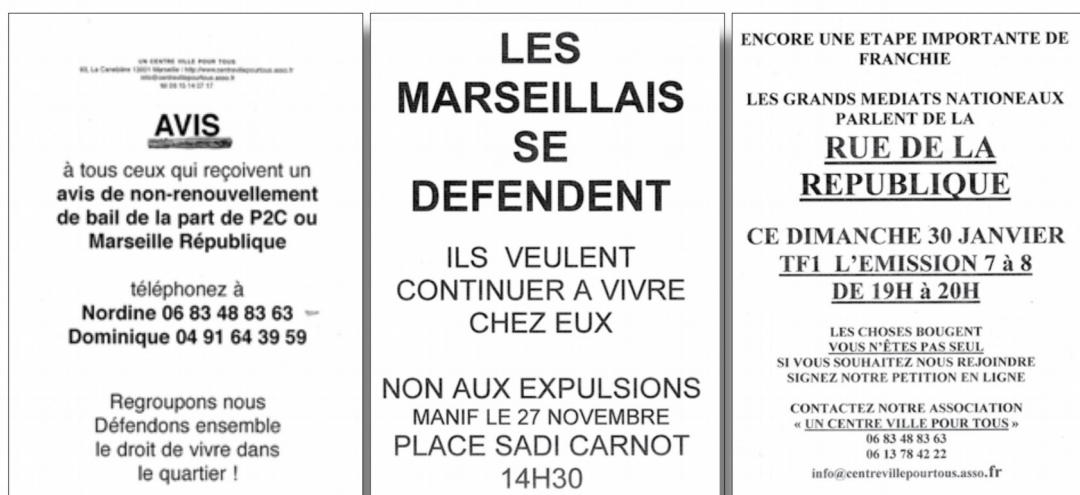 UN CENTRE VILLE POUR TOUS
info@centrevillepourtous.asso.fr
AVIS
à tous ceux qui reçoivent un
avis de non-renouvellement
de bail de la part de P2C ou
Marseille République
téléphonez à
Nordine 06 83 48 83 63
Dominique 04 91 64 39 59
Regroupons nous
Défendons ensemble
le droit de vivre dans
le quartier !
LES
MARSEILLAIS
SE
DEFENDENT
ILS VEULENT
CONTINUER A VIVRE
CHEZ EUX
NON AUX EXPULSIONS
MANIF LE 27 NOVEMBRE
PLACE SADI CARNOT
14H30
ENCORE UNE ETAPE IMPORTANTE DE
FRANCHIE
LES GRANDS MEDIATS NATIONEAUX
PARLENT DE LA
RUE DE LA
REPUBLIQUE
CE DIMANCHE 30 JANVIER
TF1 L'EMISSION 7 à 8
DE 19H à 20H
LES CHOSES BOUGENT
VOUS N'ÊTES PAS SEUL
SI VOUS SOUHAITEZ NOUS REJOINDRE
SIGNEZ NOTRE PETITION EN LIGNE
CONTACTEZ NOTRE ASSOCIATION
« UN CENTRE VILLE POUR TOUS »
06 83 48 83 63
06 13 78 42 22
info@centrevillepourtous.asso.fr